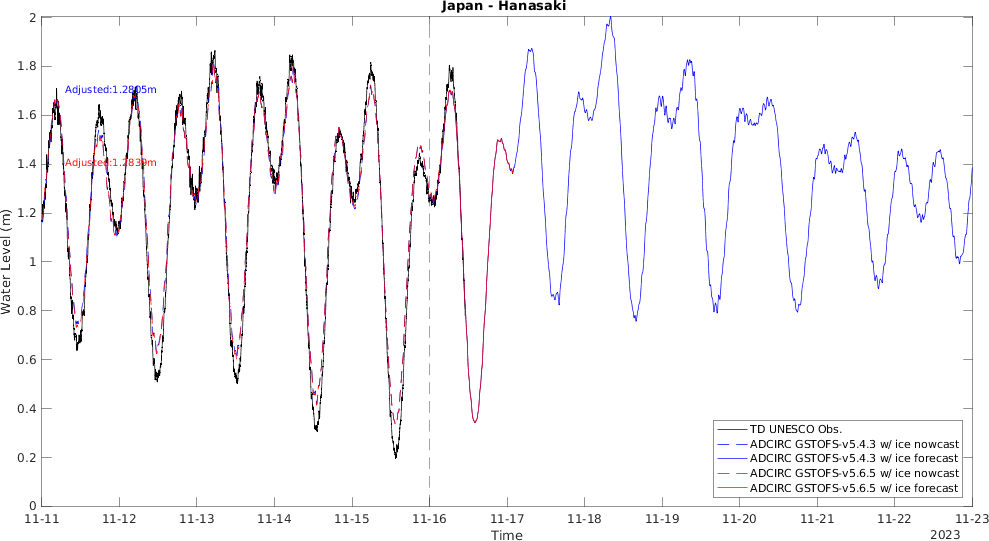 Japan - Hanasaki
2
1.8
1.6
1.4
1.2
1
0.8
0.6
0.4
0.2
0
Water Level (m)
Adjusted:1.2805m
Adjusted:1.2839m
TD UNESCO Obs.
ADCIRC GSTOFS-v5.4.3 w/ ice nowcast
ADCIRC GSTOFS-v5.4.3 w/ ice forecast
ADCIRC GSTOFS-v5.6.5 w/ ice nowcast
ADCIRC GSTOFS-v5.6.5 w/ ice forecast
11-11 11-12 11-13 11-14 11-15 11-16 11-17 11-18 11-19 11-20 11-21 11-22 11-23
Time
2023